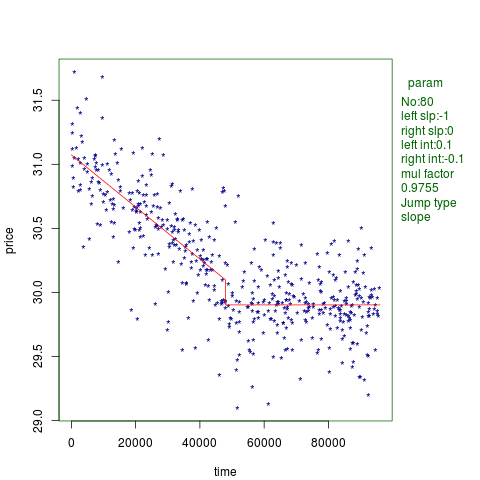 param
No:80
left slp:-1
right slp:0
left int:0.1
right int:-0.1
mul factor
0.9755
Jump type
slope
31.5
31.0
30.5
30.0
29.5
29.0
price
0 20000 40000 60000 80000
time